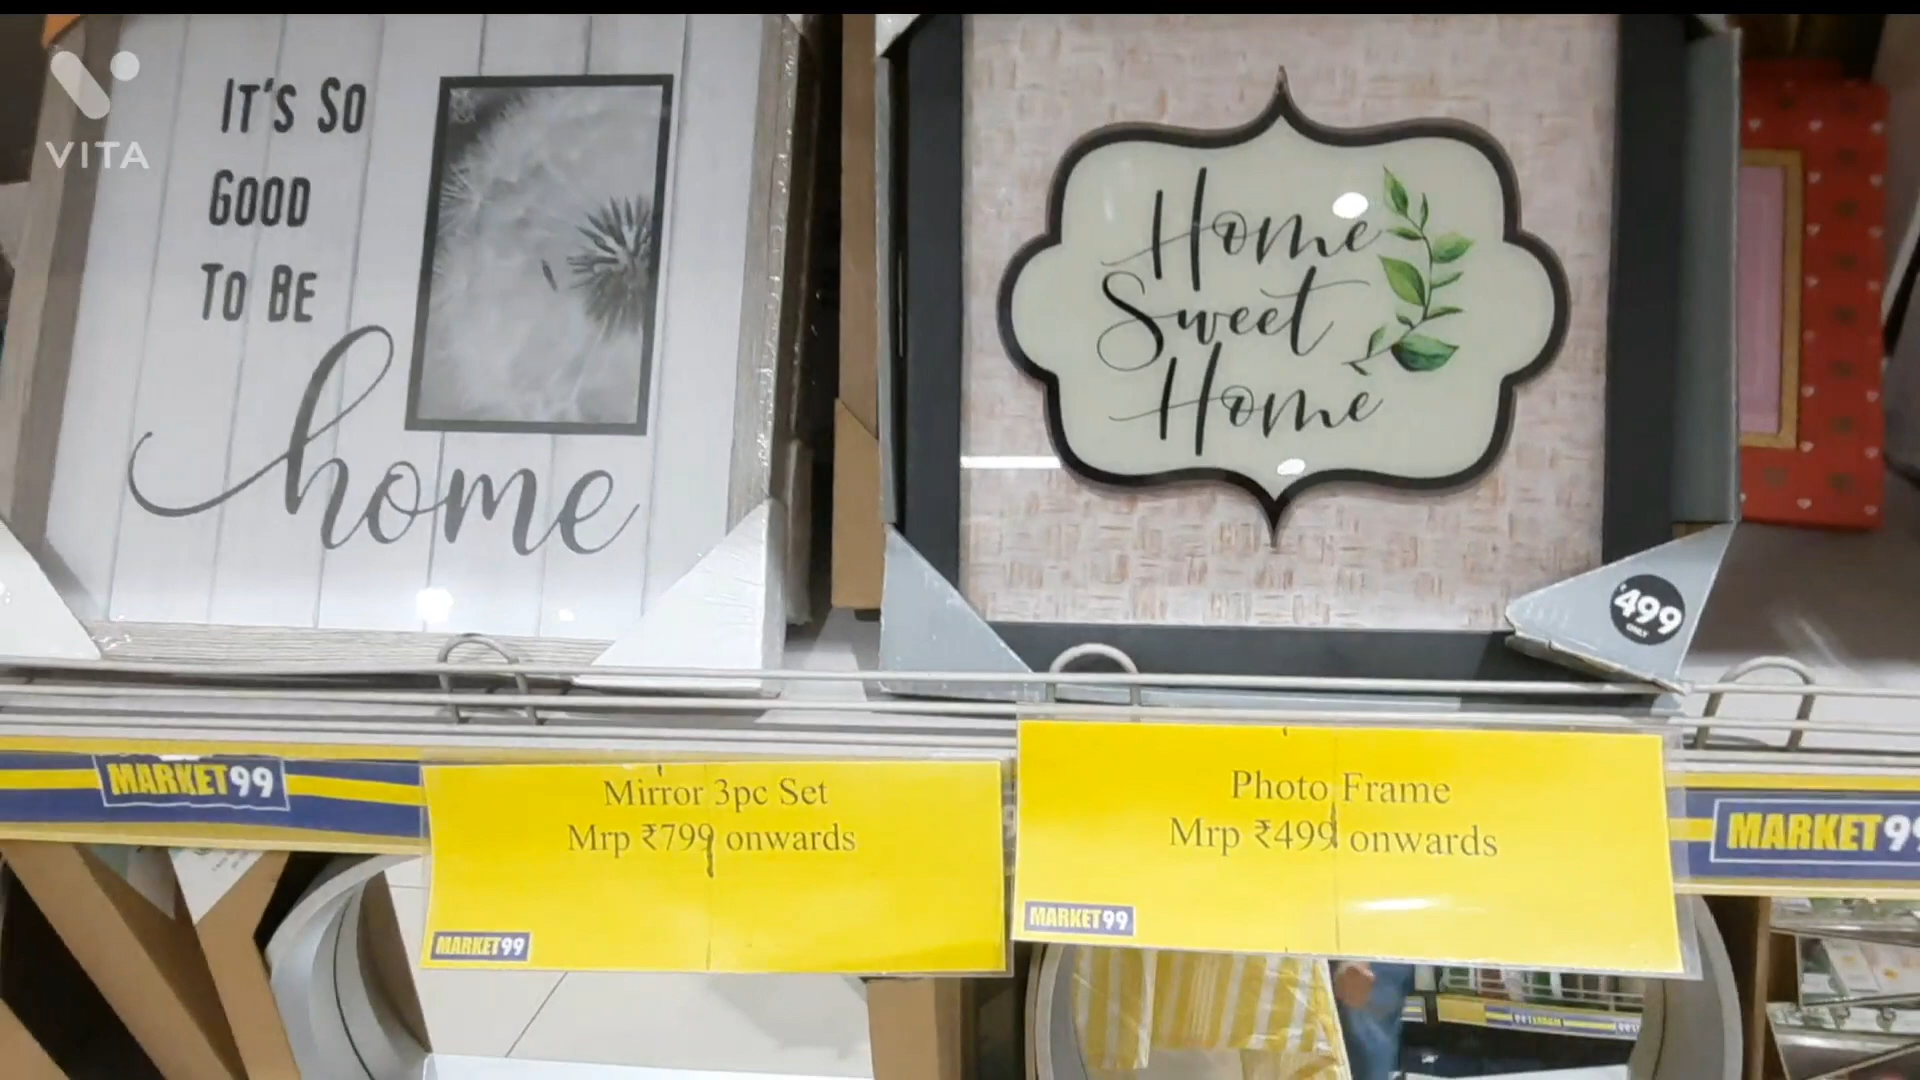 VITA
IT'S SO
GOOD
TO BE
home
Home
Sweet
Home
₹499
ONLY
MARKET99
Mirror 3pc Set
Mrp ₹799 onwards
MARKET99
Photo Frame
Mrp ₹499 onwards
MARKET99
MARKET99